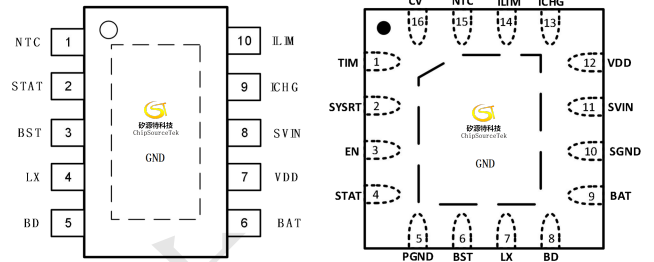 NTC 1 10 ILIM
STAT 2 9 ICHG
BST 3 8 SVIN
LX 4 7 VDD
BD 5 6 BAT
矽源特科技
ChipSourceTek
GND
CV NTC ILIM ICHG
16 15 14 13
TIM 1 12 VDD
SYSRT 2 11 SVIN
EN 3 10 SGND
STAT 4 9 BAT
矽源特科技
ChipSourceTek
GND
5 6 7 8
PGND BST LX BD